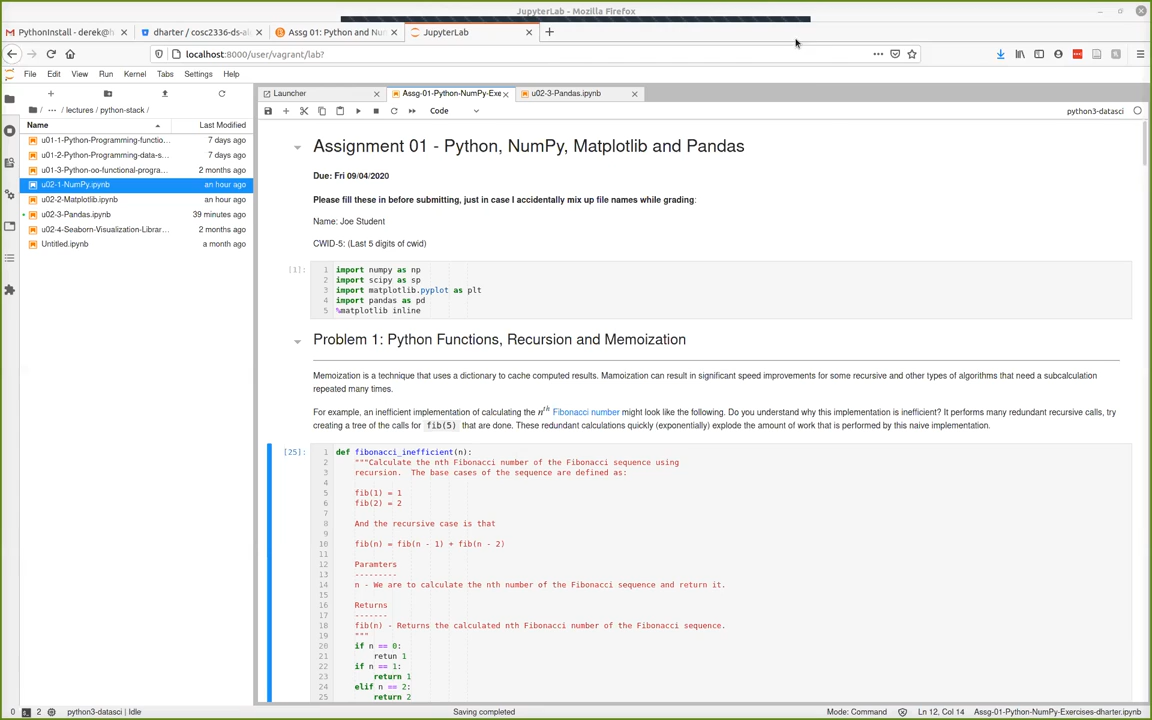 JupyterLab - Mozilla Firefox
PythonInstall - derek@h
dharter / cosc2336-ds-al
Assg 01: Python and Num
JupyterLab
localhost:8000/user/vagrant/lab?
File Edit View Run Kernel Tabs Settings Help
/ ··· / lectures / python-stack /
Name
Last Modified
u01-1-Python-Programming-functio... 7 days ago
u01-2-Python-Programming-data-s... 7 days ago
u01-3-Python-oo-functional-progra... 2 months ago
u02-1-NumPy.ipynb an hour ago
u02-2-Matplotlib.ipynb an hour ago
u02-3-Pandas.ipynb 39 minutes ago
u02-4-Seaborn-Visualization-Librar... 2 months ago
Untitled.ipynb a month ago
Launcher
Assg-01-Python-NumPy-Exe
u02-3-Pandas.ipynb
Code
python3-datasci
Assignment 01 - Python, NumPy, Matplotlib and Pandas
Due: Fri 09/04/2020
Please fill these in before submitting, just in case I accidentally mix up file names while grading:
Name: Joe Student
CWID-5: (Last 5 digits of cwid)
[1]:
1 import numpy as np
2 import scipy as sp
3 import matplotlib.pyplot as plt
4 import pandas as pd
5 %matplotlib inline
Problem 1: Python Functions, Recursion and Memoization
Memoization is a technique that uses a dictionary to cache computed results. Mamoization can result in significant speed improvements for some recursive and other types of algorithms that need a subcalculation
repeated many times.
For example, an inefficient implementation of calculating the nth Fibonacci number might look like the following. Do you understand why this implementation is inefficient? It performs many redundant recursive calls, try
creating a tree of the calls for fib(5) that are done. These redundant calculations quickly (exponentially) explode the amount of work that is performed by this naive implementation.
[25]:
1 def fibonacci_inefficient(n):
2 """Calculate the nth Fibonacci number of the Fibonacci sequence using
3 recursion. The base cases of the sequence are defined as:
4
5 fib(1) = 1
6 fib(2) = 2
7
8 And the recursive case is that
9
10 fib(n) = fib(n - 1) + fib(n - 2)
11
12 Paramters
13 ---------
14 n - We are to calculate the nth number of the Fibonacci sequence and return it.
15
16 Returns
17 -------
18 fib(n) - Returns the calculated nth Fibonacci number of the Fibonacci sequence.
19 """
20 if n == 0:
21 retun 1
22 if n == 1:
23 return 1
24 elif n == 2:
25 return 2
0 2 python3-datasci | Idle
Saving completed
Mode: Command
Ln 12, Col 14
Assg-01-Python-NumPy-Exercises-dharter.ipynb